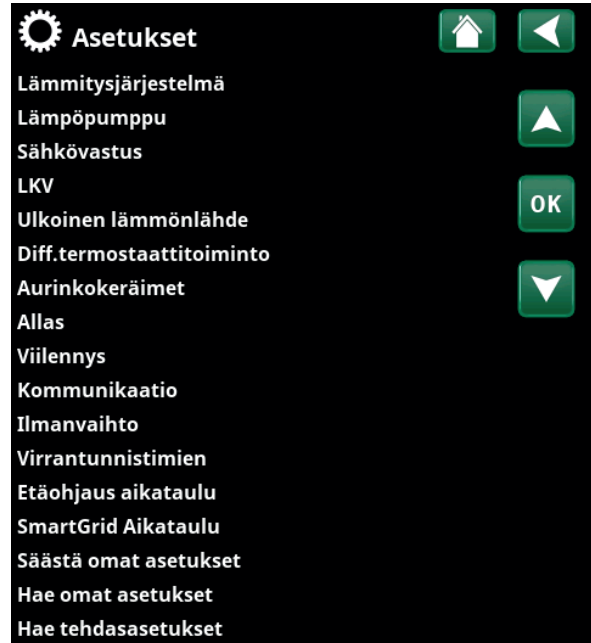 Asetukset
Lämmitysjärjestelmä
Lämpöpumppu
Sähkövastus
OK
LKV
Ulkoinen lämmönlähde
Diff.termostaattitoiminto
Aurinkokeräimet
Allas
Viilennys
Kommunikaatio
Ilmanvaihto
Virrantunnistimien
Etäohjaus aikataulu
SmartGrid Aikataulu
Säästä omat asetukset
Hae omat asetukset
Hae tehdasasetukset